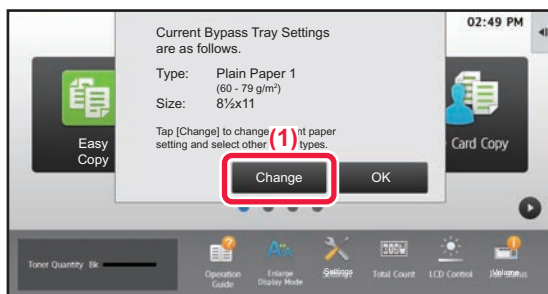 02:49 PM
Current Bypass Tray Settings
are as follows.
Type: Plain Paper 1
(60 - 79 g/m²)
Size: 8½x11
Tap [Change] to change paper
setting and select other types.
(1)
Change OK
Easy
Copy
Card Copy
Toner Quantity Bk
Operation
Guide
Enlarge
Display Mode
Settings
Total Count
LCD Control